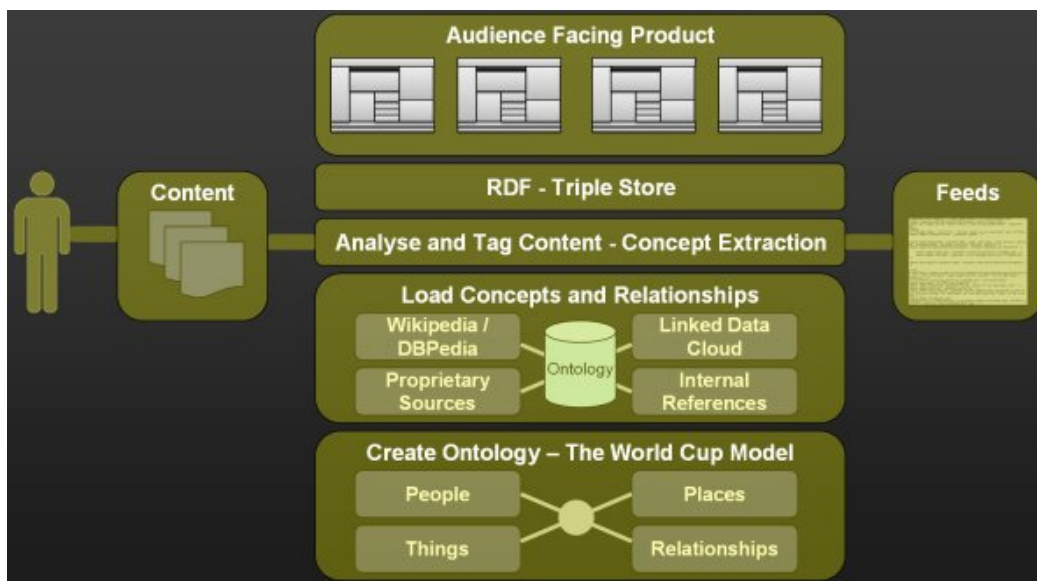 Audience Facing Product
RDF - Triple Store
Content
Feeds
Analyse and Tag Content - Concept Extraction
Load Concepts and Relationships
Wikipedia /
DBPedia
Linked Data
Cloud
Ontology
Proprietary
Sources
Internal
References
Create Ontology – The World Cup Model
People
Places
Things
Relationships